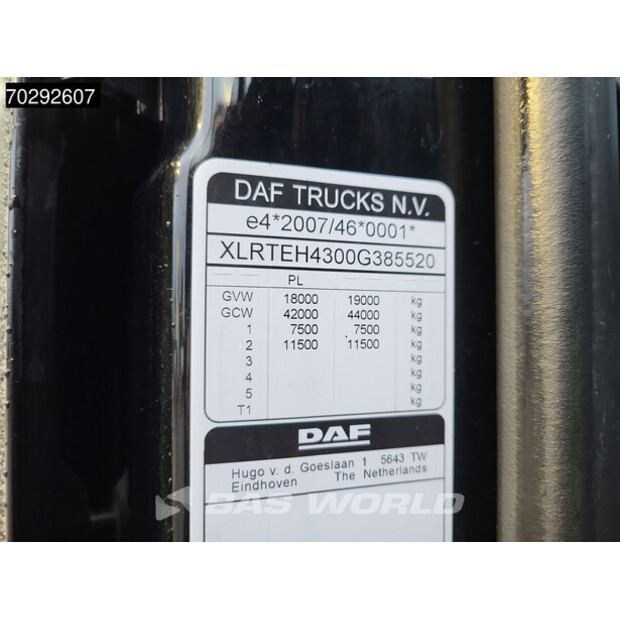 70292607
DAF TRUCKS N.V.
e4*2007/46*0001*
XLRTEH4300G385520
PL
GVW 18000 19000 kg
GCW 42000 44000 kg
1 7500 7500 kg
2 11500 11500 kg
3 kg
4 kg
5 kg
T1 kg
DAF
Hugo v. d. Goeslaan 1 5643 TW
Eindhoven The Netherlands
BAS WORLD